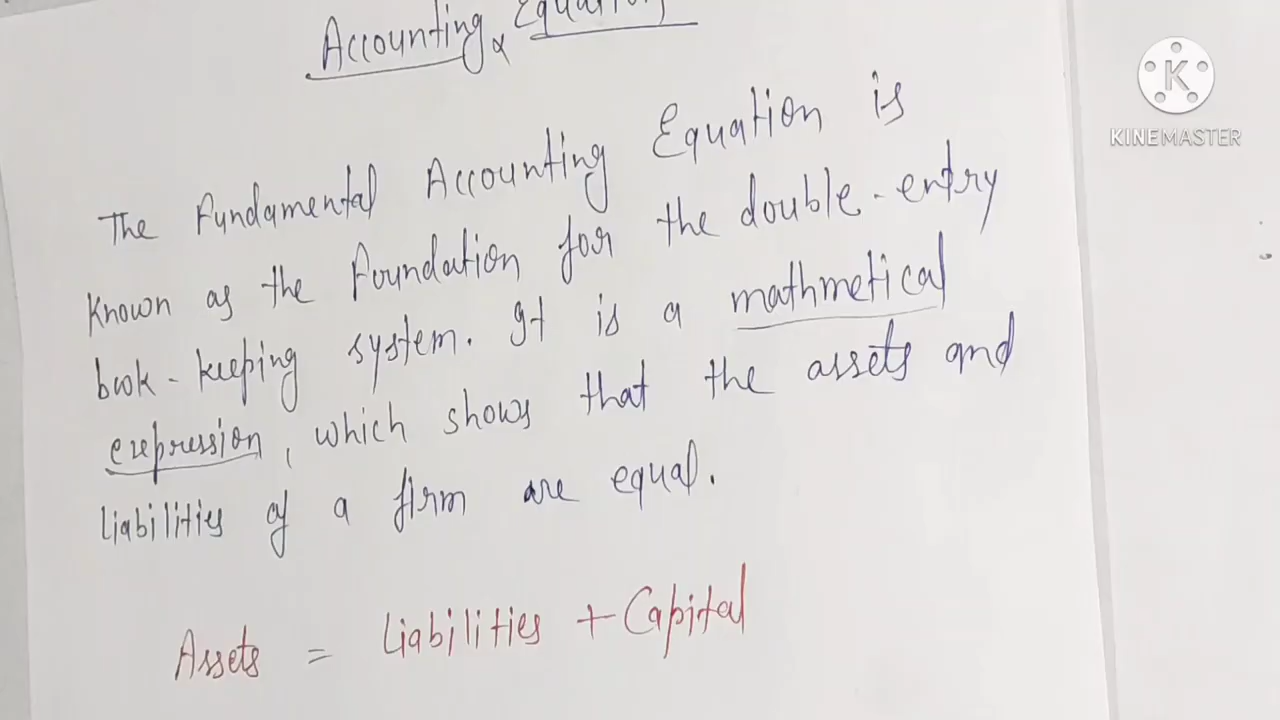 Accounting Equation
The Fundamental Accounting Equation is
known as the Foundation for the double-entry
book-keeping system. It is a mathmetical
expression, which shows that the assets and
liabilities of a firm are equal.
Assets = Liabilities + Capital
K
KINEMASTER